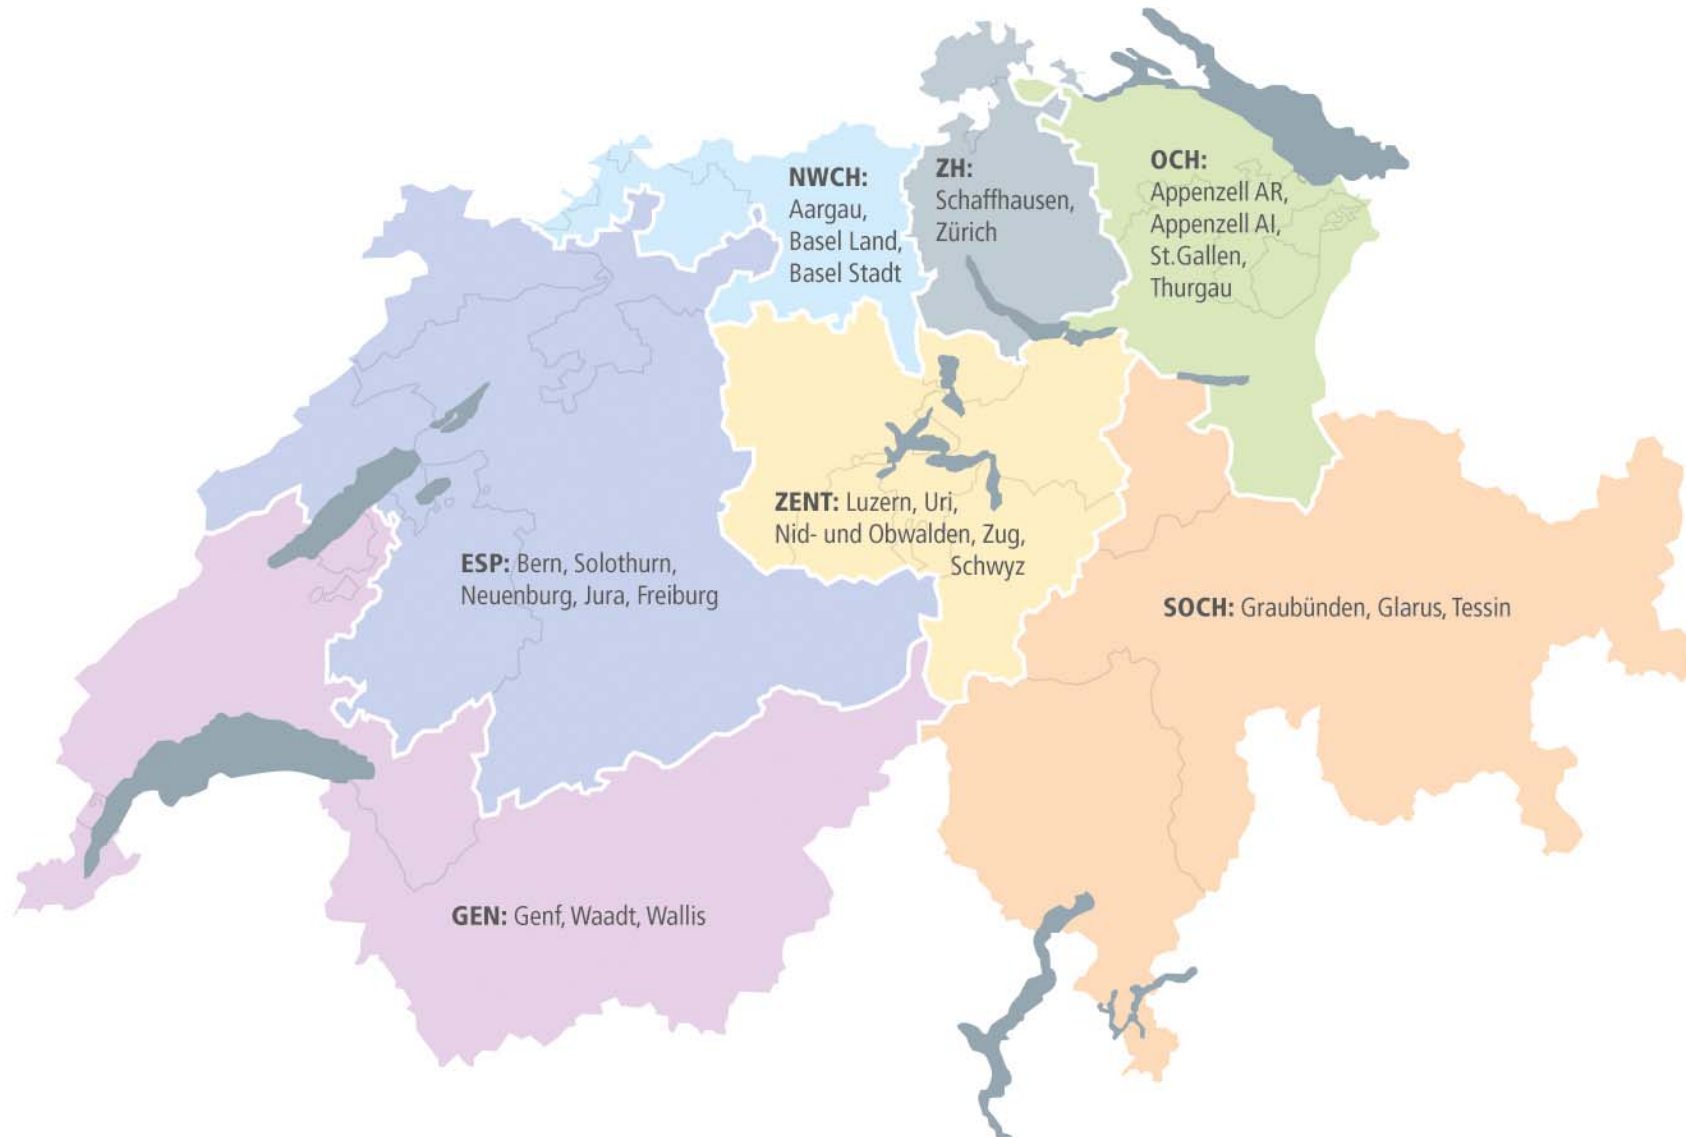 NWCH:
Aargau,
Basel Land,
Basel Stadt
ZH:
Schaffhausen,
Zürich
OCH:
Appenzell AR,
Appenzell AI,
St.Gallen,
Thurgau
ZENT: Luzern, Uri,
Nid- und Obwalden, Zug,
Schwyz
ESP: Bern, Solothurn,
Neuenburg, Jura, Freiburg
SOCH: Graubünden, Glarus, Tessin
GEN: Genf, Waadt, Wallis